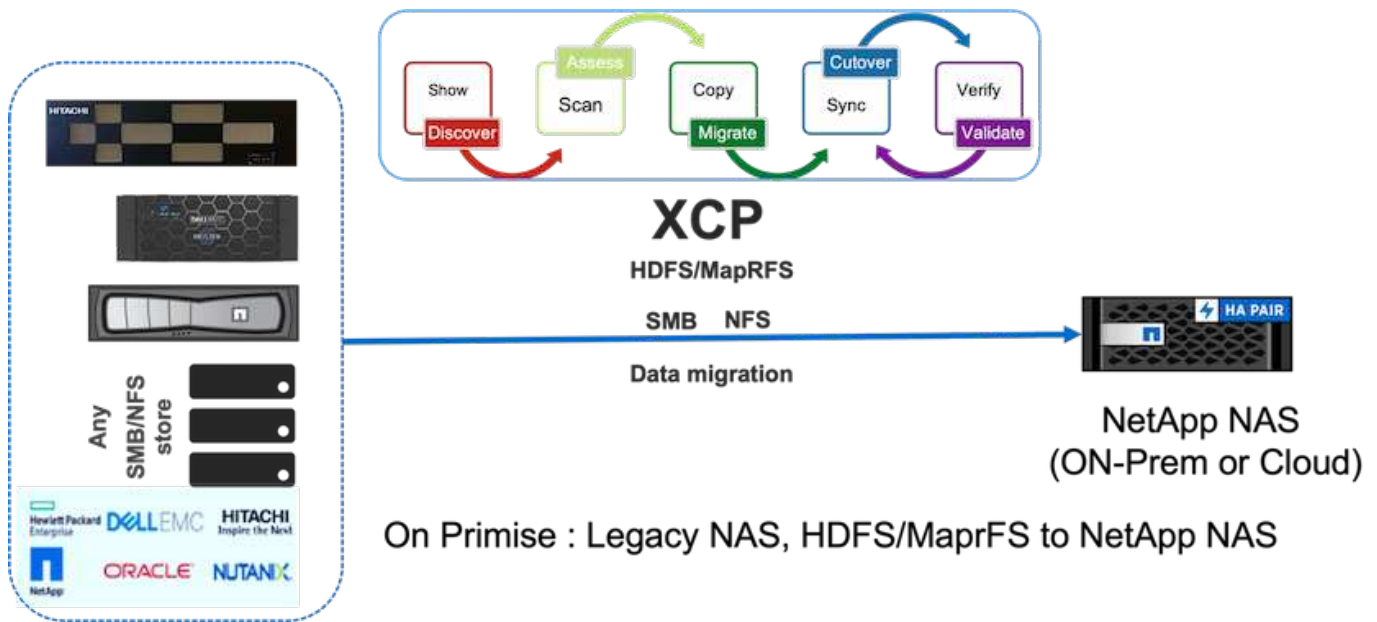 Show
Discover
Assess
Scan
Copy
Migrate
Cutover
Sync
Verify
Validate
HITACHI
XCP
HDFS/MapRFS
SMB NFS
Data migration
HA PAIR
NetApp NAS
(ON-Prem or Cloud)
Any
SMB/NFS
store
Hewlett Packard
Enterprise
DELLEMC
HITACHI
Inspire the Next
NetApp
ORACLE
NUTANIX
On Primise : Legacy NAS, HDFS/MaprFS to NetApp NAS